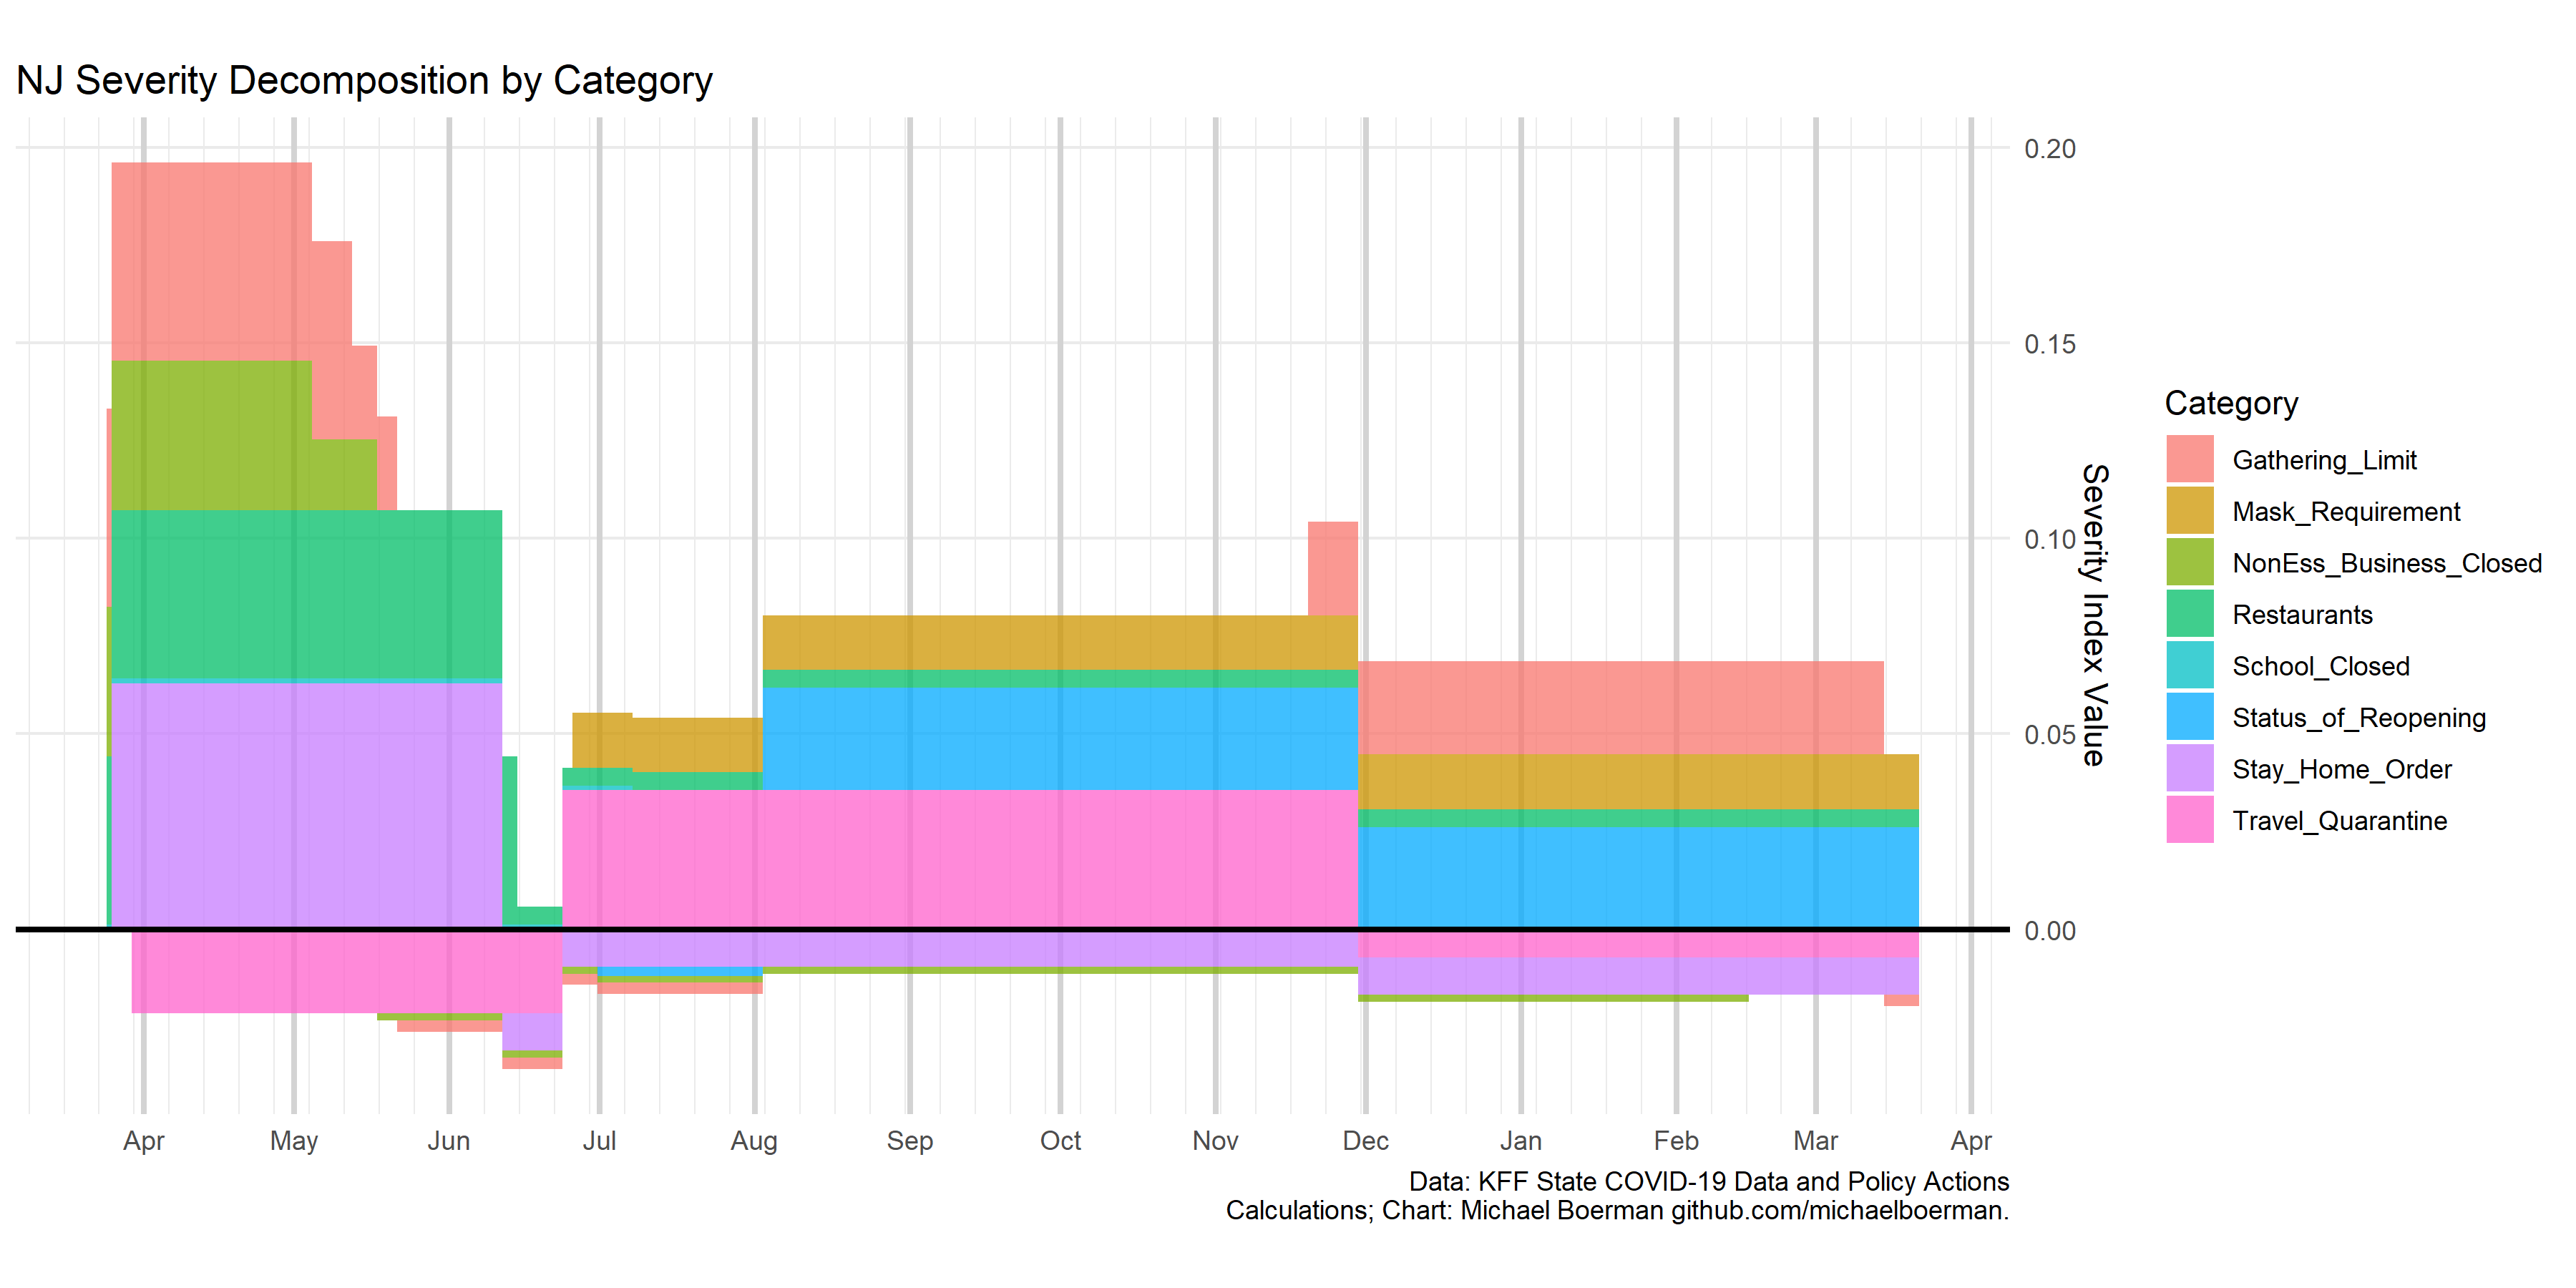 NJ Severity Decomposition by Category
0.20
0.15
0.10
0.05
0.00
Severity Index Value
Apr May Jun Jul Aug Sep Oct Nov Dec Jan Feb Mar Apr
Data: KFF State COVID-19 Data and Policy Actions
Calculations; Chart: Michael Boerman github.com/michaelboerman.
Category
Gathering_Limit
Mask_Requirement
NonEss_Business_Closed
Restaurants
School_Closed
Status_of_Reopening
Stay_Home_Order
Travel_Quarantine